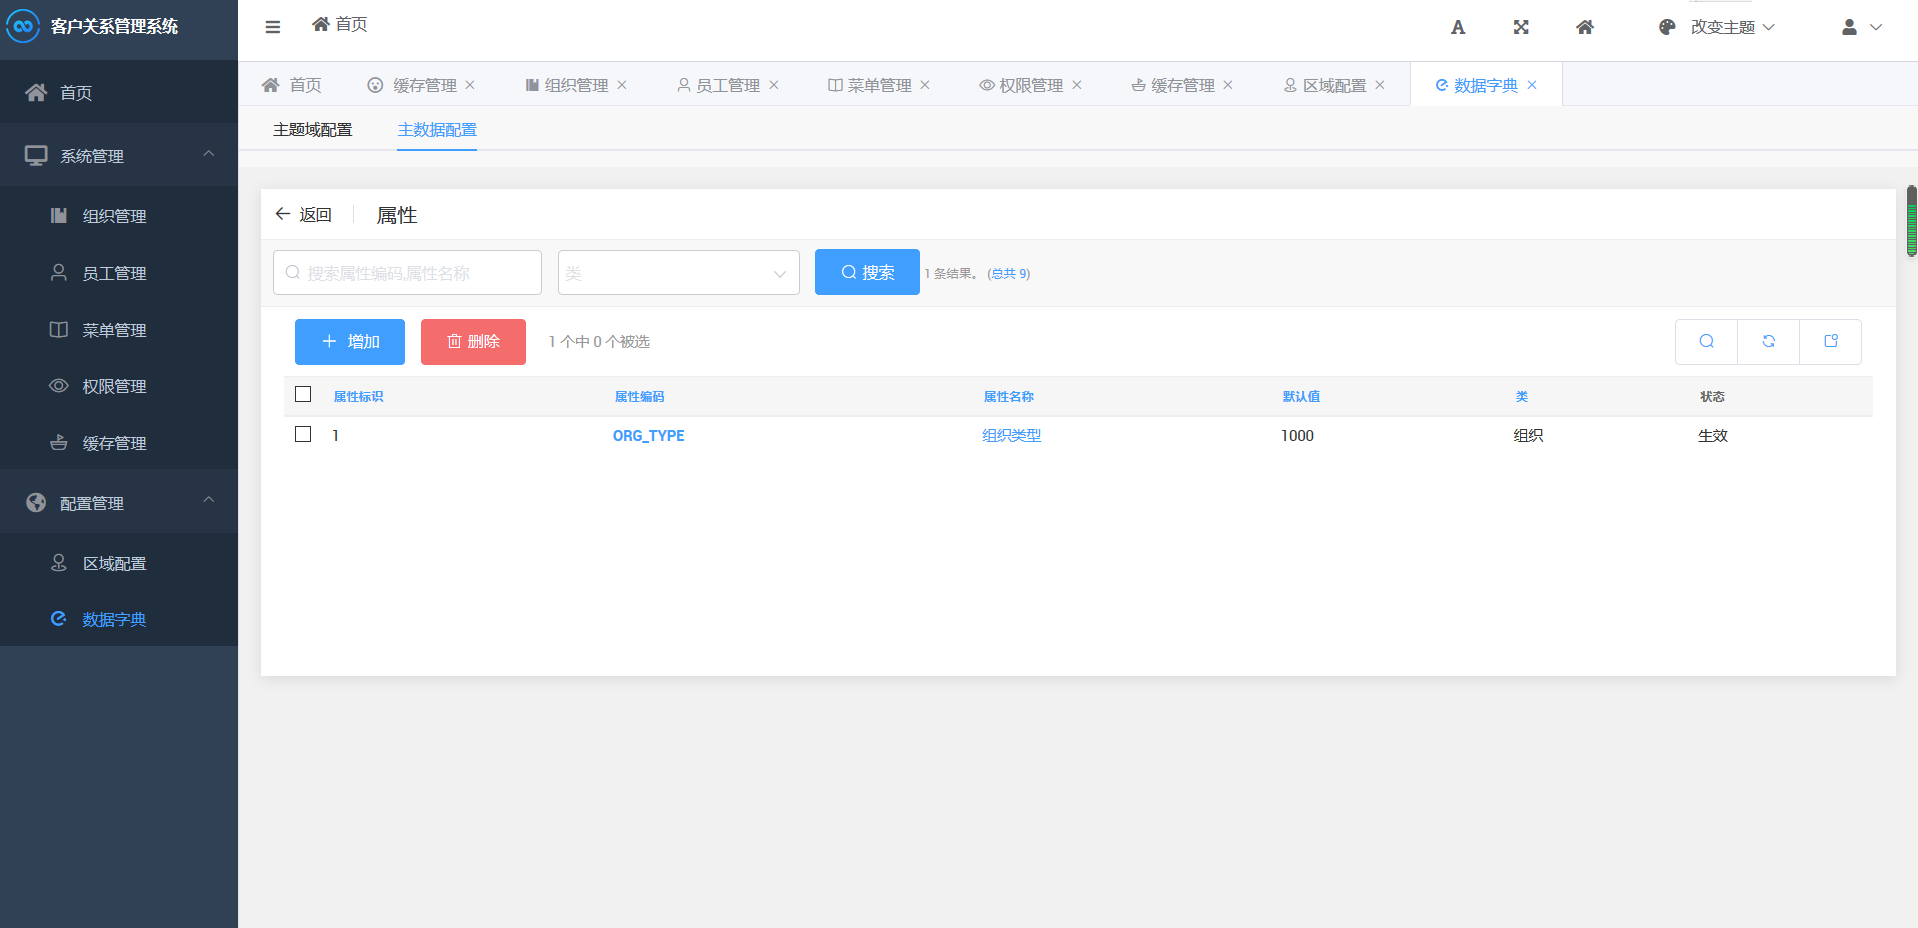 客户关系管理系统
首页
改变主题
首页
缓存管理
组织管理
员工管理
菜单管理
权限管理
缓存管理
区域配置
数据字典
首页
系统管理
组织管理
员工管理
菜单管理
权限管理
缓存管理
配置管理
区域配置
数据字典
主题域配置
主数据配置
返回
属性
搜索属性编码,属性名称
类
搜索
1 条结果。 (总共 9)
增加
删除
1 个中 0 个被选
属性标识 属性编码 属性名称 默认值 类 状态
1 ORG_TYPE 组织类型 1000 组织 生效